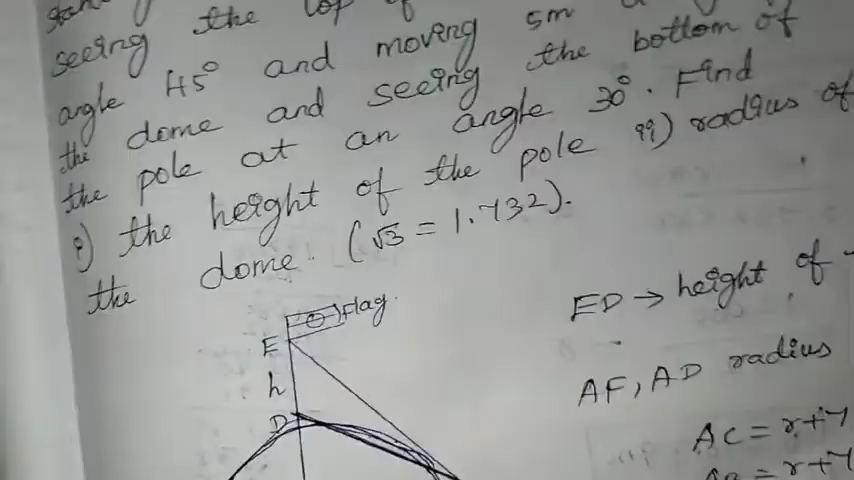 seeing the top of
angle 45° and moving 5m
the dome and seeing the bottom of
the pole at an angle 30°. Find
i) the height of the pole ii) radius of
the dome. (√3 = 1.732).
Flag
E
h
D
ED → height of
AF, AD radius
AC = r+7
= r+7